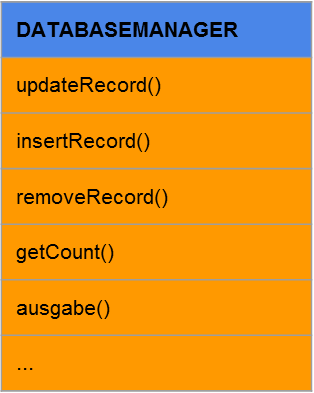 DATABASEMANAGER
updateRecord()
insertRecord()
removeRecord()
getCount()
ausgabe()
...